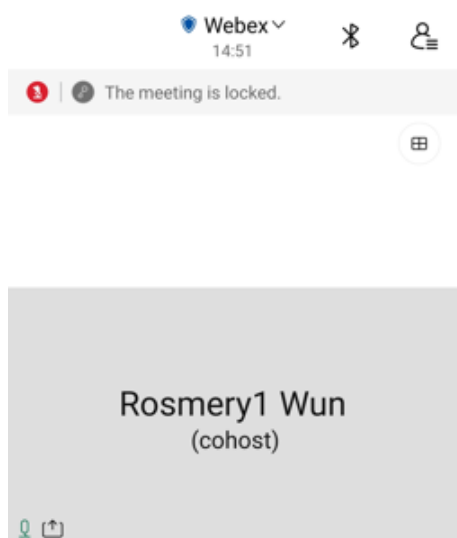 Webex
14:51
The meeting is locked.
Rosmery1 Wun
(cohost)